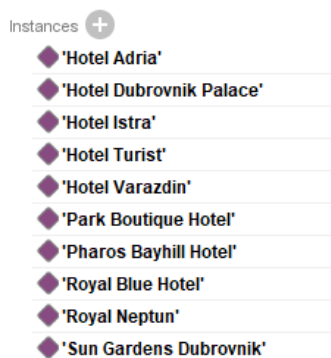 Instances
'Hotel Adria'
'Hotel Dubrovnik Palace'
'Hotel Istra'
'Hotel Turist'
'Hotel Varazdin'
'Park Boutique Hotel'
'Pharos Bayhill Hotel'
'Royal Blue Hotel'
'Royal Neptun'
'Sun Gardens Dubrovnik'